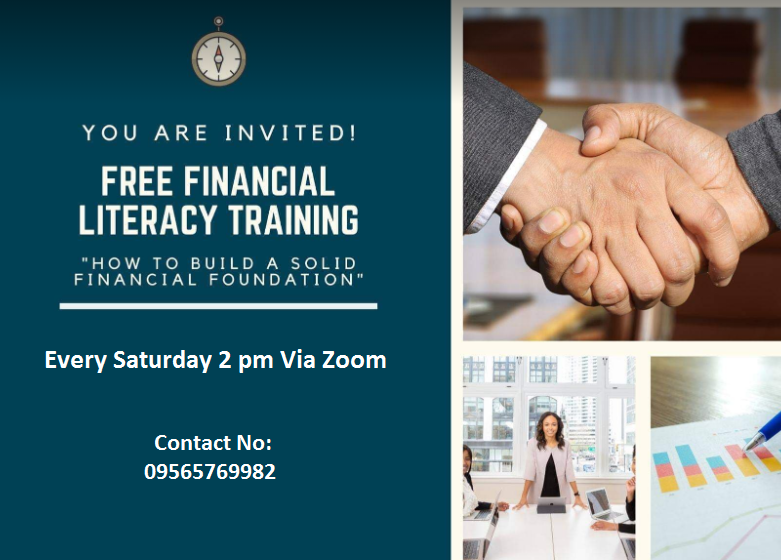 YOU ARE INVITED!
FREE FINANCIAL
LITERACY TRAINING
"HOW TO BUILD A SOLID
FINANCIAL FOUNDATION"
Every Saturday 2 pm Via Zoom
Contact No:
09565769982